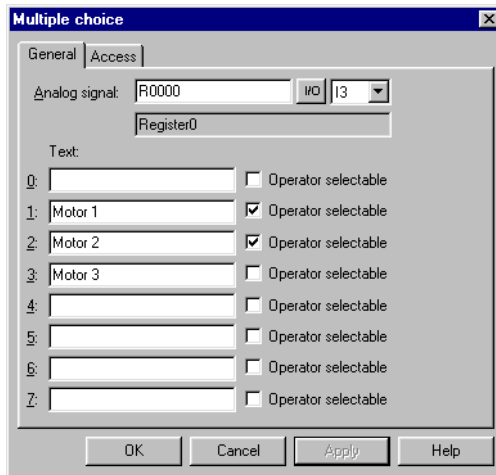 Multiple choice
General Access
Analog signal: R0000 I/O I3
Register0
Text:
0: Operator selectable
1: Motor 1 Operator selectable
2: Motor 2 Operator selectable
3: Motor 3 Operator selectable
4: Operator selectable
5: Operator selectable
6: Operator selectable
7: Operator selectable
OK Cancel Apply Help